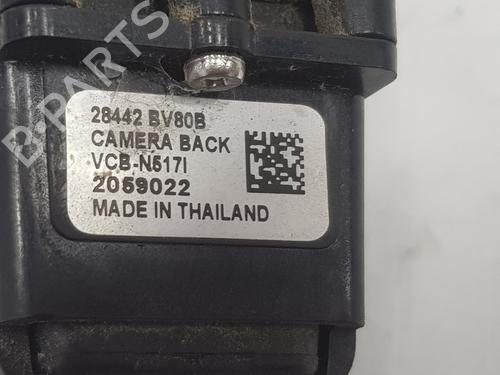 B-PARTS
28442 BV80B
CAMERA BACK
VCB-N517I
2059022
MADE IN THAILAND